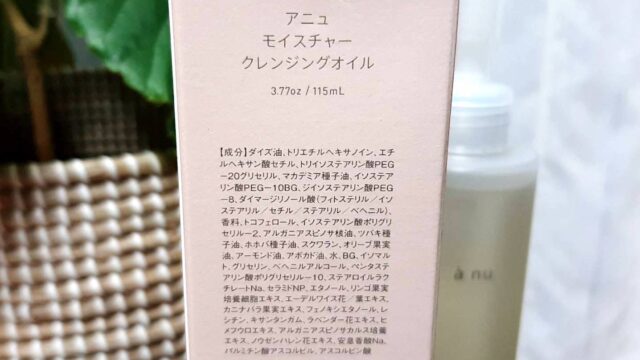 アニュ
モイスチャー
クレンジングオイル
3.77oz / 115mL
【成分】ダイズ油、トリエチルヘキサノイン、エチ
ルヘキサン酸セチル、トリイソステアリン酸PEG
-20グリセリル、マカデミア種子油、イソステア
リン酸PEG-10BG、ジイソステアリン酸PEG
-8、ダイマージリノール酸(フィトステリル/イソ
ステアリル/セチル/ステアリル/ベヘニル)、
香料、トコフェロール、イソステアリン酸ポリグリ
セリル-2、アルガニアスピノサ核油、ツバキ種
子油、ホホバ種子油、スクワラン、オリーブ果実
油、アーモンド油、アボカド油、水、BG、イソマル
ト、グリセリン、ベヘニルアルコール、ペンタステ
アリン酸ポリグリセリル-10、ステアロイルラク
チレートNa、セラミドNP、エタノール、リンゴ果実
培養細胞エキス、エーデルワイス花/葉エキス、
カニナバラ果実エキス、フェノキシエタノール、レ
シチン、キサンタンガム、ラベンダー花エキス、ヒ
メフウロエキス、アルガニアスピノサカルス培養
エキス、ノウゼンハレン花エキス、安息香酸Na、
パルミチン酸アスコルビル、アスコルビン酸
à nu